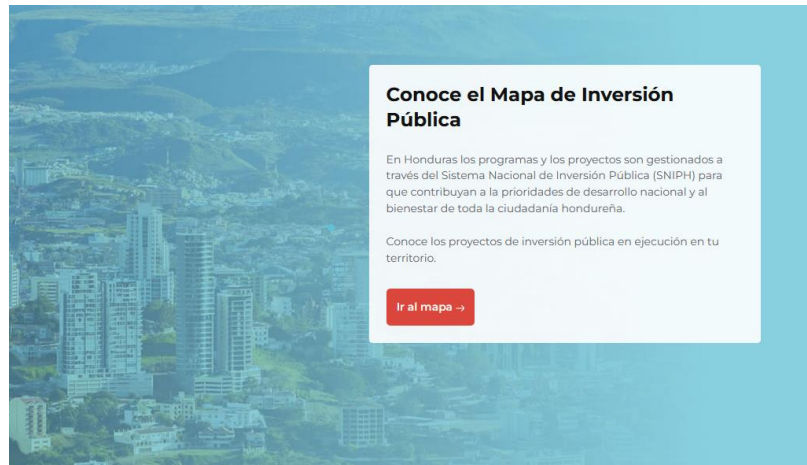 Conoce el Mapa de Inversión
Pública
En Honduras los programas y los proyectos son gestionados a
través del Sistema Nacional de Inversión Pública (SNIPH) para
que contribuyan a la prioridades de desarrollo nacional y al
bienestar de toda la ciudadanía hondureña.
Conoce los proyectos de inversión pública en ejecución en tu
territorio.
Ir al mapa →